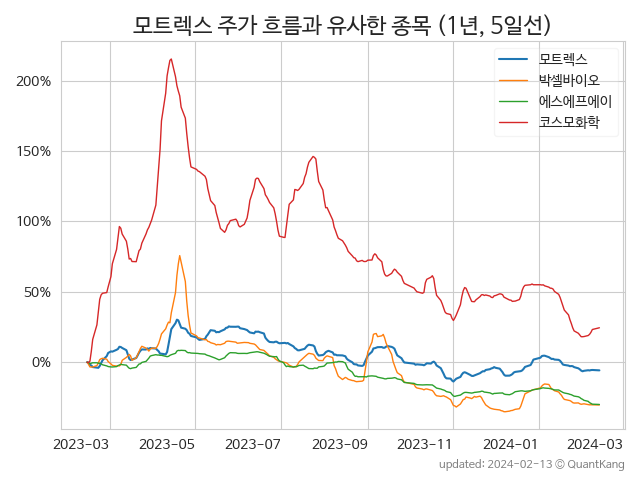 모트렉스 주가 흐름과 유사한 종목 (1년, 5일선)
모트렉스
박셀바이오
에스에프에이
코스모화학
200%
150%
100%
50%
0%
2023-03 2023-05 2023-07 2023-09 2023-11 2024-01 2024-03
updated: 2024-02-13 © QuantKang